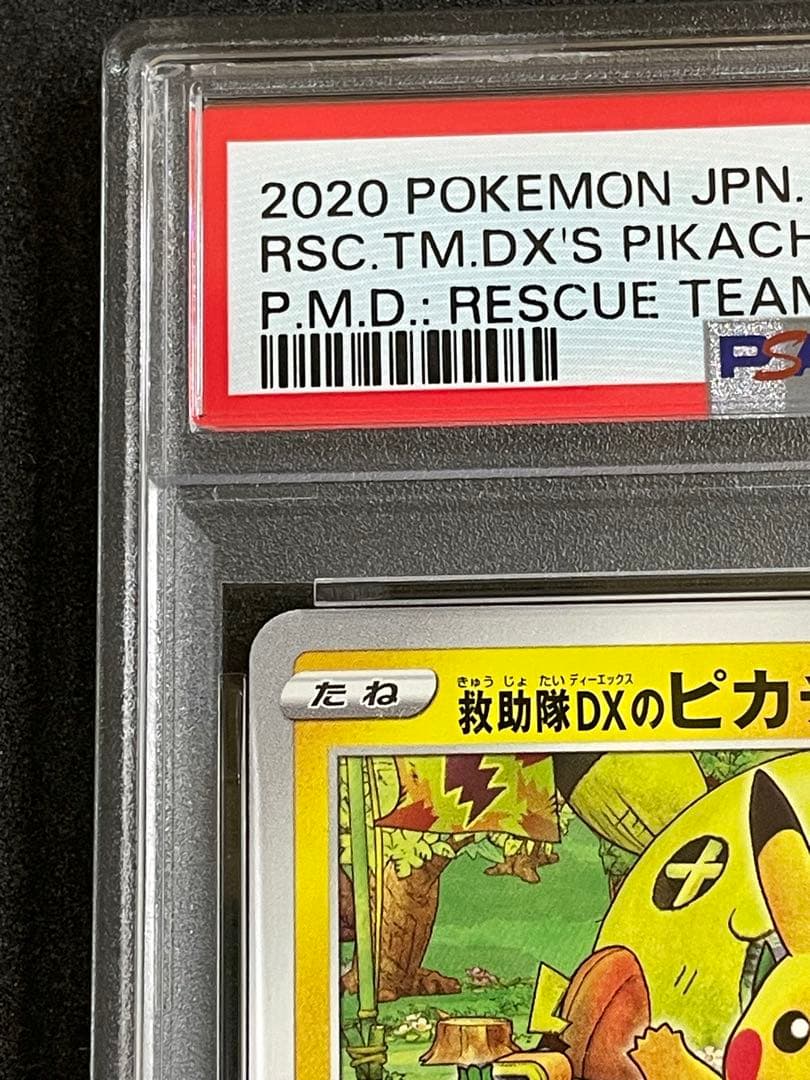 2020 POKEMON JPN.
RSC.TM.DX'S PIKACH
P.M.D.: RESCUE TEAM
PSA
たね
きゅうじょたいディーエックス
救助隊DXのピカ